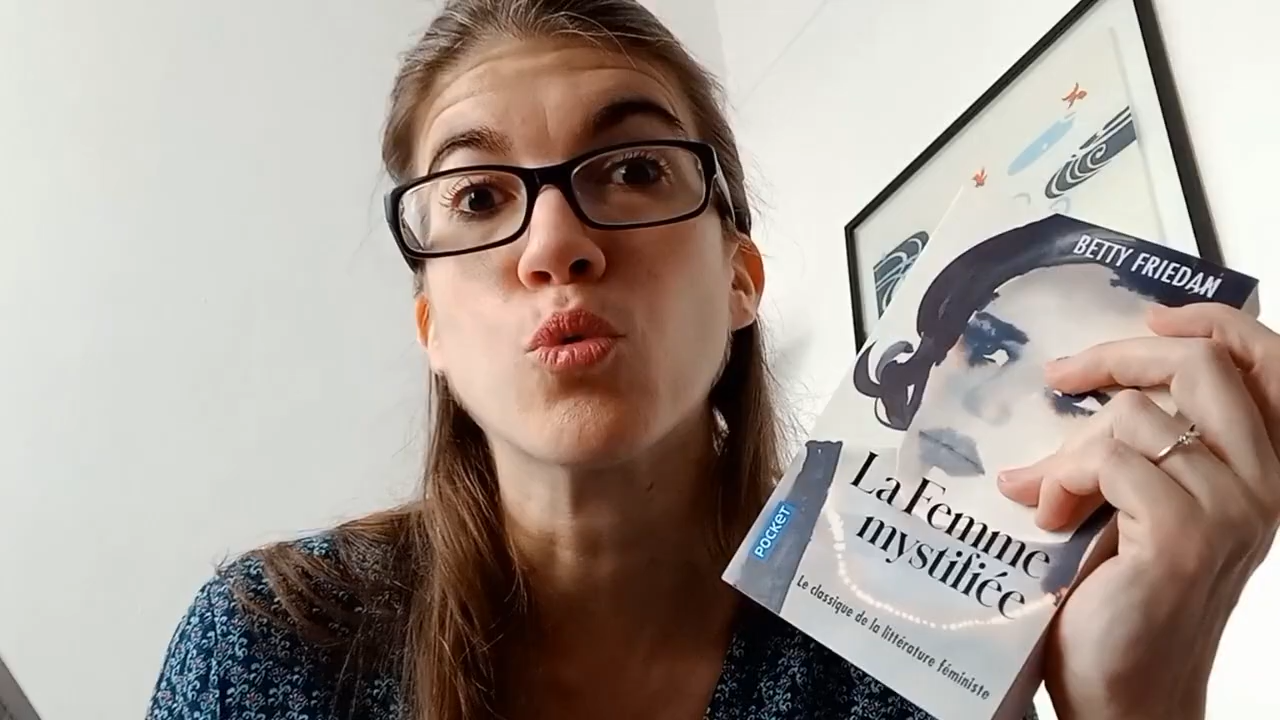 BETTY FRIEDAN
La Femme
mystifiée
Le classique de la littérature féministe
POCKET